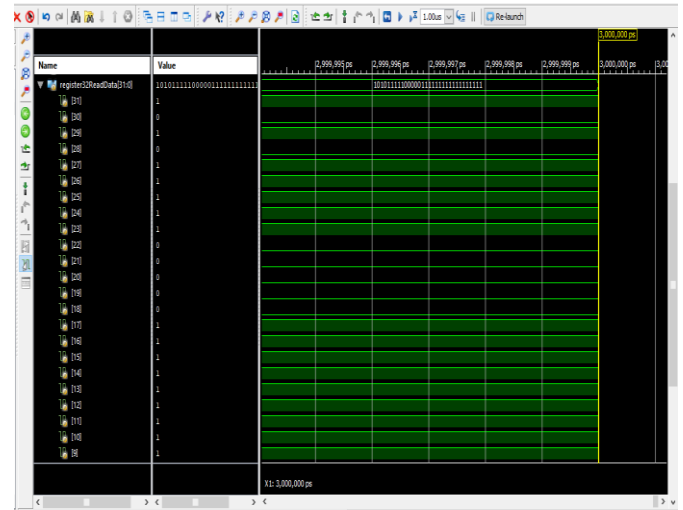 1.00us
Re-launch
3,000,000 ps
Name
Value
2,999,995 ps
2,999,996 ps
2,999,997 ps
2,999,998 ps
2,999,999 ps
3,000,000 ps
3,00
register32ReadData[31:0]
1010111110000011111111111
10101111100000111111111111111111
[31] 1
[30] 0
[29] 1
[28] 0
[27] 1
[26] 1
[25] 1
[24] 1
[23] 1
[22] 0
[21] 0
[20] 0
[19] 0
[18] 0
[17] 1
[16] 1
[15] 1
[14] 1
[13] 1
[12] 1
[11] 1
[10] 1
[9] 1
X1: 3,000,000 ps